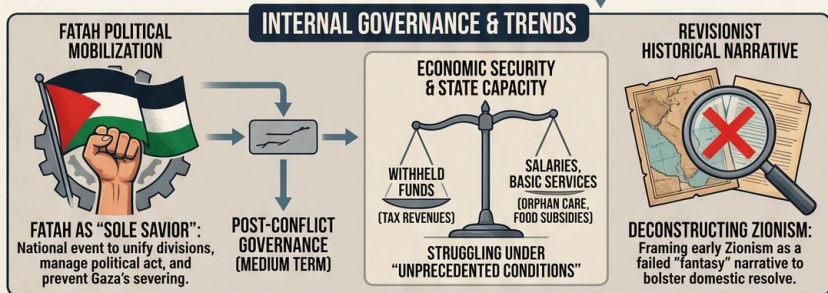 INTERNAL GOVERNANCE & TRENDS
FATAH POLITICAL
MOBILIZATION
FATAH AS "SOLE SAVIOR":
National event to unify divisions,
manage political act, and
prevent Gaza's severing.
POST-CONFLICT
GOVERNANCE
(MEDIUM TERM)
ECONOMIC SECURITY
& STATE CAPACITY
WITHHELD
FUNDS
(TAX REVENUES)
SALARIES,
BASIC SERVICES
(ORPHAN CARE,
FOOD SUBSIDIES)
STRUGGLING UNDER
"UNPRECEDENTED CONDITIONS"
REVISIONIST
HISTORICAL NARRATIVE
DECONSTRUCTING ZIONISM:
Framing early Zionism as a
failed "fantasy" narrative to
bolster domestic resolve.